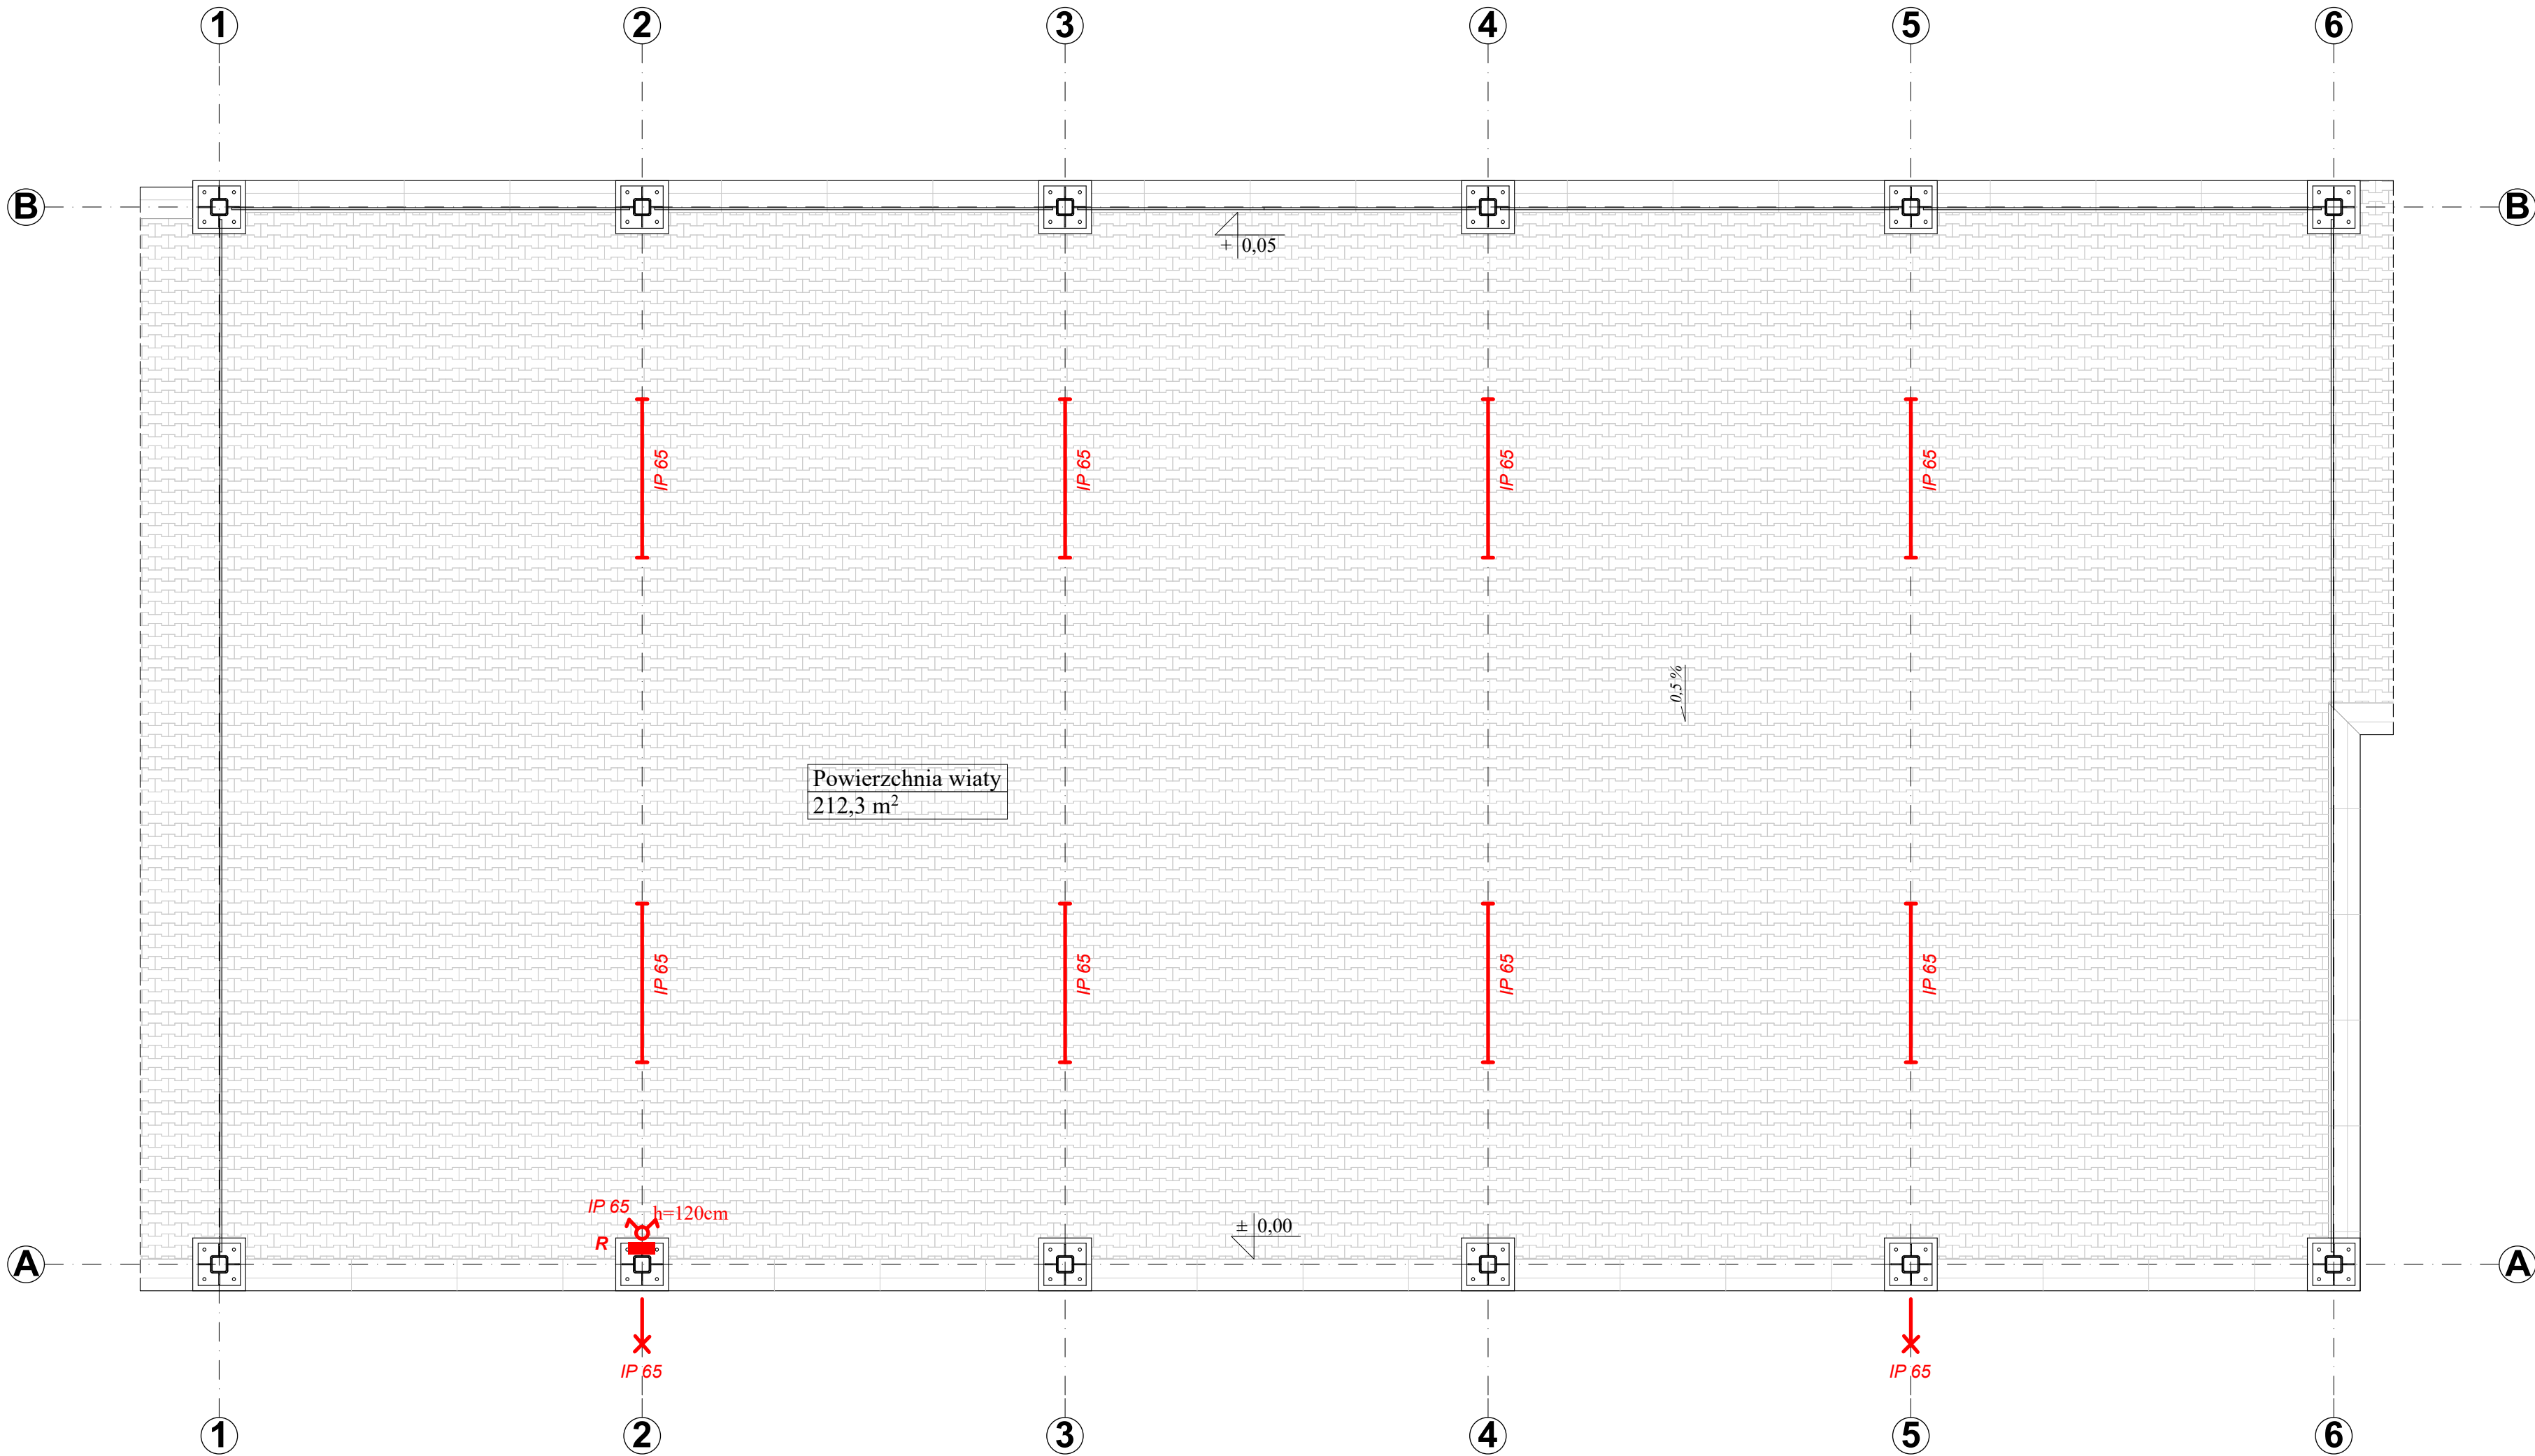 1 2 3 4 5 6
B B
+ 0,05
IP 65 IP 65 IP 65 IP 65
0,5 %
Powierzchnia wiaty
212,3 m²
IP 65 IP 65 IP 65 IP 65
IP 65 h=120cm
R
± 0,00
A A
IP 65 IP 65
1 2 3 4 5 6